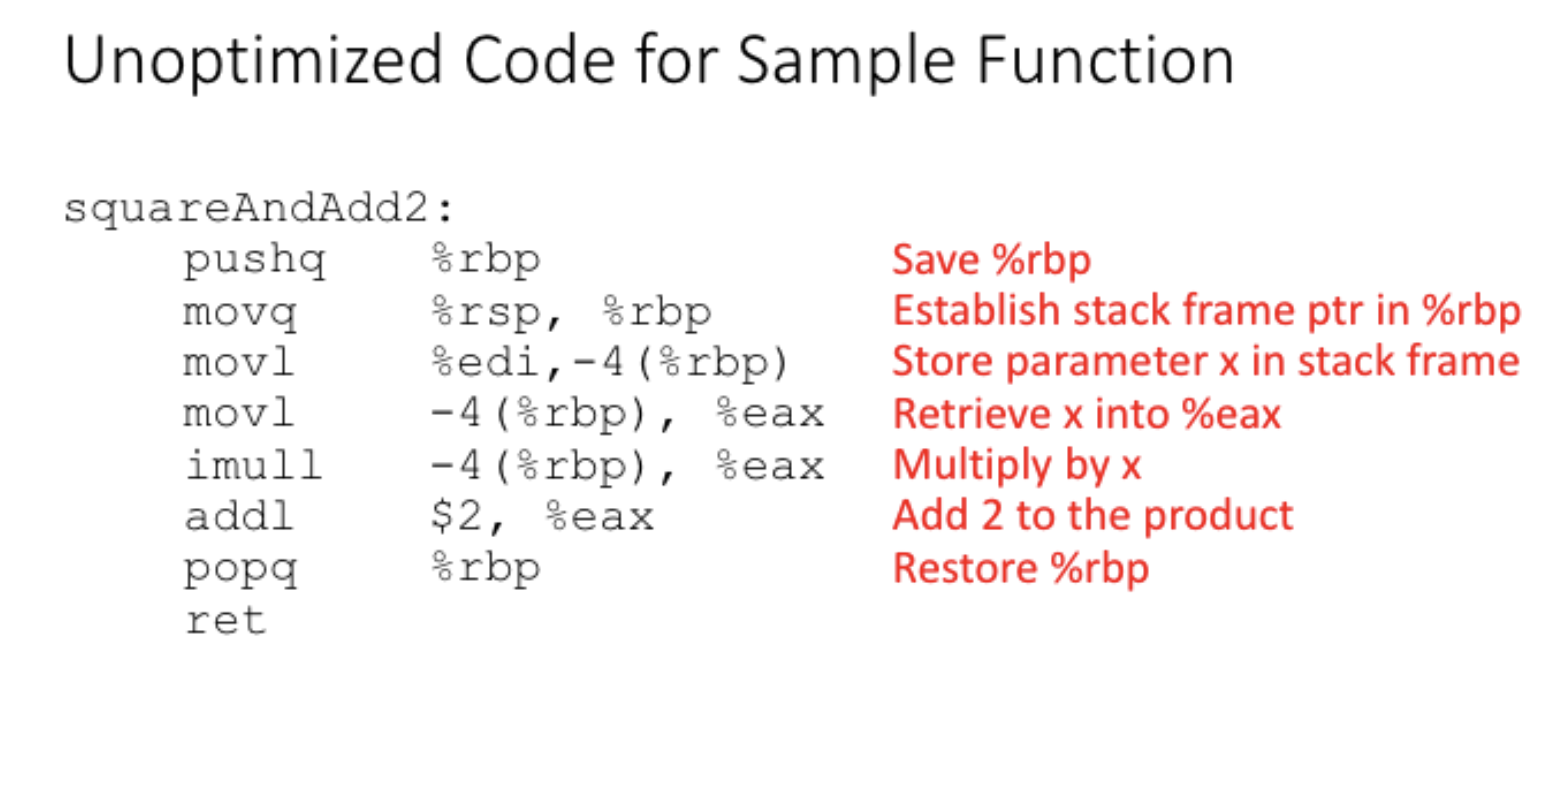 Unoptimized Code for Sample Function
squareAndAdd2:
pushq %rbp Save %rbp
movq %rsp, %rbp Establish stack frame ptr in %rbp
movl %edi,-4(%rbp) Store parameter x in stack frame
movl -4(%rbp), %eax Retrieve x into %eax
imull -4(%rbp), %eax Multiply by x
addl $2, %eax Add 2 to the product
popq %rbp Restore %rbp
ret